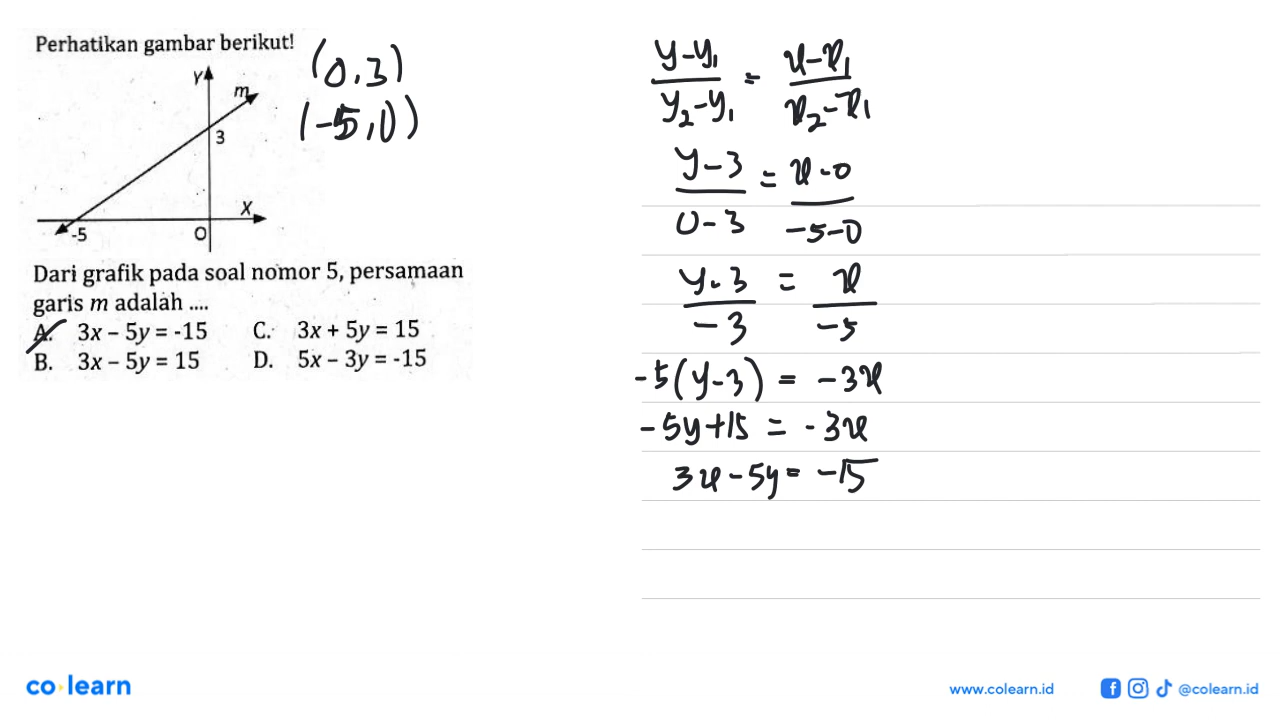 Perhatikan gambar berikut!
(0,3)
(-5,0)
Y
m
3
X
-5
O
Dari grafik pada soal nomor 5, persamaan
garis m adalah ....
A. 3x – 5y = -15 C. 3x + 5y = 15
B. 3x – 5y = 15 D. 5x – 3y = -15
y-y₁/y₂-y₁ = x-x₁/x₂-x₁
y-3/0-3 = x-0/-5-0
y-3/-3 = x/-5
-5(y-3) = -3x
-5y+15 = -3x
3x-5y = -15
co learn
www.colearn.id
@colearn.id